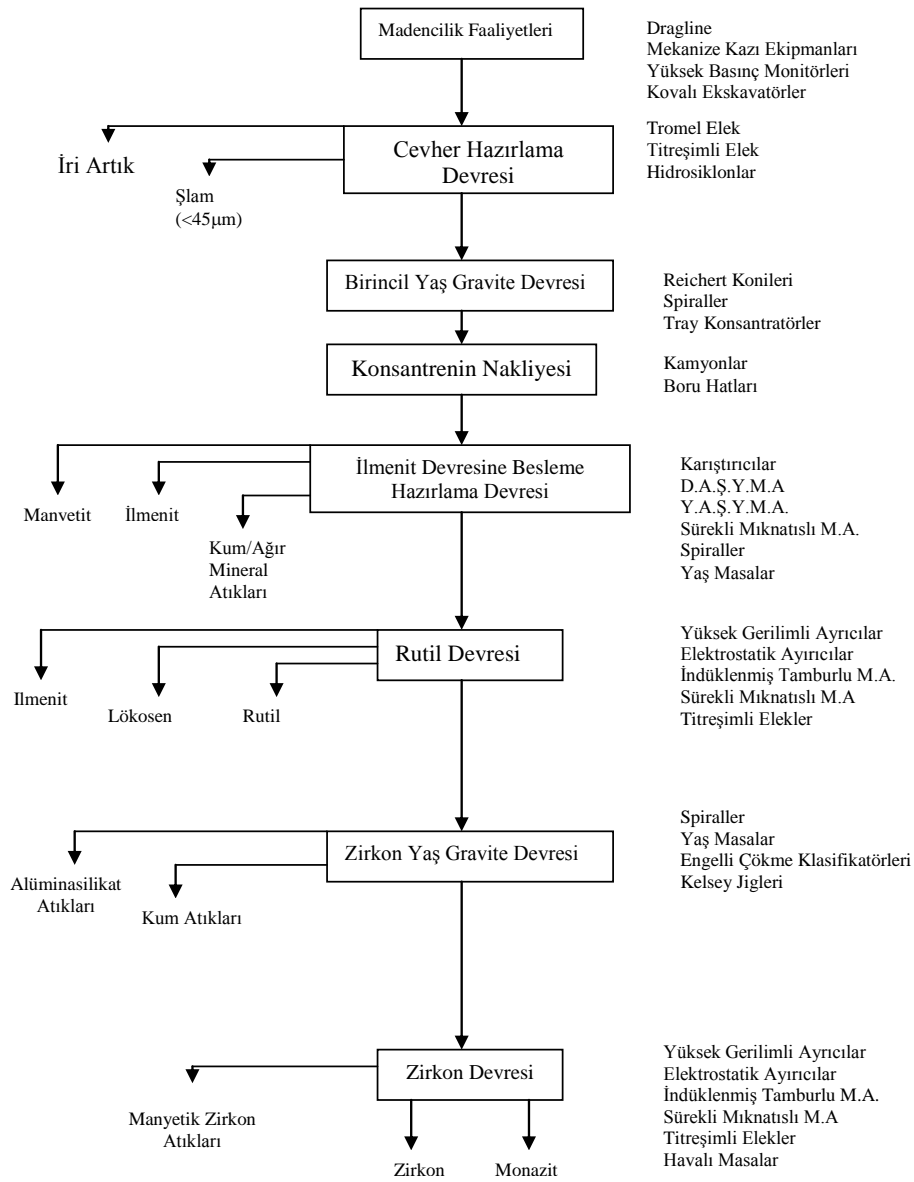 Madencilik Faaliyetleri
Dragline
Mekanize Kazı Ekipmanları
Yüksek Basınç Monitörleri
Kovalı Ekskavatörler
Cevher Hazırlama
Devresi
Tromel Elek
Titreşimli Elek
Hidrosiklonlar
İri Artık
Şlam
(<45μm)
Birincil Yaş Gravite Devresi
Reichert Konileri
Spiraller
Tray Konsantratörler
Konsantrenin Nakliyesi
Kamyonlar
Boru Hatları
İlmenit Devresine Besleme
Hazırlama Devresi
Karıştırıcılar
D.A.Ş.Y.M.A
Y.A.Ş.Y.M.A.
Sürekli Mıknatıslı M.A.
Spiraller
Yaş Masalar
Manvetit
İlmenit
Kum/Ağır
Mineral
Atıkları
Rutil Devresi
Yüksek Gerilimli Ayrıcılar
Elektrostatik Ayırıcılar
İndüklenmiş Tamburlu M.A.
Sürekli Mıknatıslı M.A
Titreşimli Elekler
Ilmenit
Lökosen
Rutil
Zirkon Yaş Gravite Devresi
Spiraller
Yaş Masalar
Engelli Çökme Klasifikatörleri
Kelsey Jigleri
Alüminasilikat
Atıkları
Kum Atıkları
Zirkon Devresi
Yüksek Gerilimli Ayrıcılar
Elektrostatik Ayırıcılar
İndüklenmiş Tamburlu M.A.
Sürekli Mıknatıslı M.A
Titreşimli Elekler
Havalı Masalar
Manyetik Zirkon
Atıkları
Zirkon
Monazit